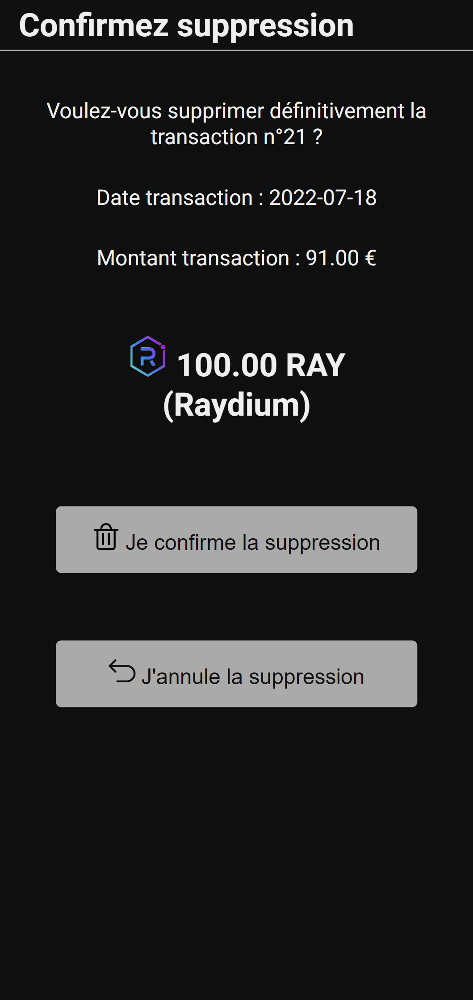 Confirmez suppression
Voulez-vous supprimer définitivement la
transaction n°21 ?
Date transaction : 2022-07-18
Montant transaction : 91.00 €
100.00 RAY
(Raydium)
Je confirme la suppression
J'annule la suppression